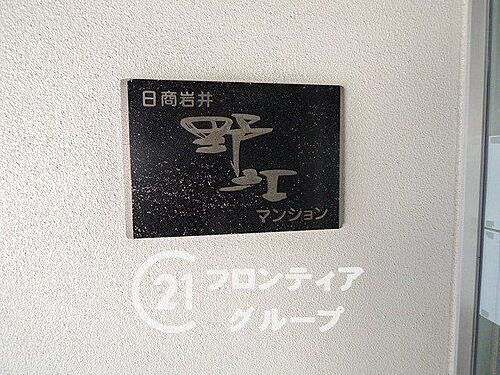 日商岩井
野江
マンション
C21 フロンティア
グループ